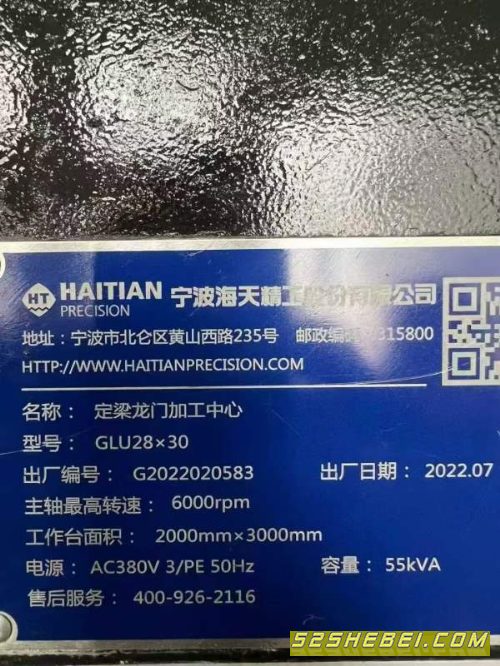 HT HAITIAN PRECISION 宁波海天精工股份有限公司
地址：宁波市北仑区黄山西路235号 邮政编码：315800
HTTP://WWW.HAITIANPRECISION.COM
名称： 定梁龙门加工中心
型号： GLU28×30
出厂编号： G2022020583 出厂日期： 2022.07
主轴最高转速： 6000rpm
工作台面积： 2000mm×3000mm
电源： AC380V 3/PE 50Hz 容量： 55kVA
售后服务： 400-926-2116
52SHEBEI.COM